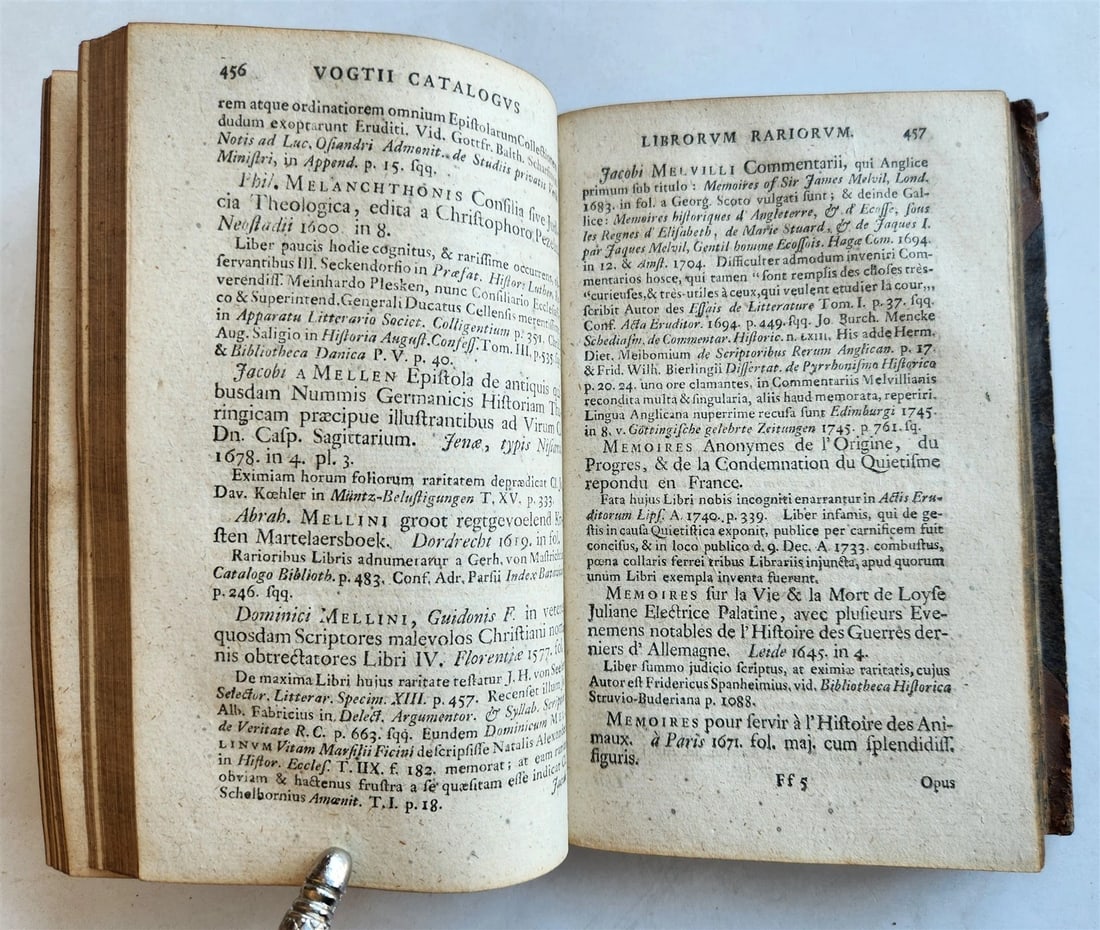 456 VOGTII CATALOGVS
rem atque ordinatiorem omnium Epiſtolarum Collectionem
dudum exoptarunt Eruditi. Vid. Gottfr. Balth. Scharfii
Notis ad Luc. Oſiandri Admonit. de Studiis privatis
Miniſtri, in Append. p. 15. ſqq.
Phil. MELANCHTHONIS Conſilia ſive
cia Theologica, edita a Chriſtophoro
Neoſtadii 1600. in 8.
Liber paucis hodie cognitus, & rariſſime occurrens,
ſervantibus Ill. Seckendorfio in Præfat. Hiſtor. Luther.
verendiſſ. Meinhardo Plesken, nunc Conſiliario
co & Superintend. Generali Ducatus Cellenſis
in Apparatu Litterario Societ. Colligentium p. 351.
Aug. Saligio in Hiſtoria Auguſt. Confeſſ. Tom. III. p. 535.
& Bibliotheca Danica P. V. p. 40.
Jacobi A MELLEN Epiſtola de antiquis
busdam Nummis Germanicis Hiſtoriam
ringicam præcipue illuſtrantibus ad Virum
Dn. Caſp. Sagittarium. Jenæ, typis
1678. in 4. pl. 3.
Eximiam horum foliorum raritatem deprædicat
Dav. Kœhler in Müntz-Beluſtigungen T. XV. p. 333.
Abrah. MELLINI groot regtgevoelend
ſten Martelaersboek. Dordrecht 1619. in fol.
Rarioribus Libris adnumeratur a Gerh. von Maſtricht
Catalogo Biblioth. p. 483. Conf. Adr. Parſii Index
p. 246. ſqq.
Dominici MELLINI, Guidonis F. in
quosdam Scriptores malevolos Chriſtiani
nis obtrectatores Libri IV. Florentiæ 1577. fol.
De maxima Libri hujus raritate teſtatur J. H. von
Selector. Litterar. Specim. XIII. p. 457. Recenſet illum
Alb. Fabricius in Delect. Argumentor. & Syllab.
de Veritate R. C. p. 663. ſqq. Eundem Dominicum
LINVM Vitam Marſilii Ficini deſcripſiſſe Natalis
in Hiſtor. Eccleſ. T. IIX. f. 182. memorat; at eam
obviam & hactenus fruſtra a ſe quæſitam eſſe indicat
Schelhornius Amœnit. T. I. p. 18.
LIBRORVM RARIORVM. 457
Jacobi MELVILLI Commentarii, qui Anglice
primum ſub titulo: Memoires of Sir James Melvil, Lond.
1683. in fol. a Georg. Scoto vulgati ſunt; & deinde Gal-
lice: Memoires hiſtoriques d' Angleterre, & d' Ecoſſe, ſous
les Regnes d' Eliſabeth, de Marie Stuard, & de Jaques I.
par Jaques Melvil, Gentil homme Ecoſſois. Hagæ Com. 1694.
in 12. & Amſt. 1704. Difficulter admodum inveniri Com-
mentarios hosce, qui tamen “ſont remplis des choſes très-
“curieuſes, & très-utiles à ceux, qui veulent etudier la cour,„
ſcribit Autor des Eſſais de Litterature Tom. I. p. 37. ſqq.
Conf. Acta Eruditor. 1694. p. 449. ſqq. Jo. Burch. Mencke
Schediaſm. de Commentar. Hiſtoric. n. LXIII. His adde Herm.
Diet. Meibomium de Scriptoribus Rerum Anglican. p. 17.
& Frid. Wilh. Bierlingii Diſſertat. de Pyrrhoniſmo Hiſtorico
p. 20. 24. uno ore clamantes, in Commentariis Melvillianis
recondita multa & ſingularia, aliis haud memorata, reperiri.
Lingua Anglicana nuperrime recuſa ſunt Edimburgi 1745.
in 8. v. Göttingiſche gelehrte Zeitungen 1745. p 761. ſq.
MEMOIRES Anonymes de l'Origine, du
Progres, & de la Condemnation du Quietiſme
repondu en France.
Fata hujus Libri nobis incogniti enarrantur in Actis Eru-
ditorum Lipſ. A. 1740. p. 339. Liber infamis, qui de ge-
ſtis in cauſa Quietiſtica exponit, publice per carnificem fuit
conciſus, & in loco publico d. 9. Dec. A. 1733. combuſtus,
pœna collaris ferrei tribus Librariis injuncta, apud quorum
unum Libri exempla inventa fuerunt.
MEMOIRES ſur la Vie & la Mort de Loyſe
Juliane Electrice Palatine, avec pluſieurs Eve-
nemens notables de l'Hiſtoire des Guerres der-
niers d' Allemagne. Leide 1645. in 4.
Liber ſummo judicio ſcriptus, at eximiæ raritatis, cujus
Autor eſt Fridericus Spanheimius, vid. Bibliotheca Hiſtorica
Struvio-Buderiana p. 1088.
MEMOIRES pour ſervir à l'Hiſtoire des Ani-
maux. à Paris 1671. fol. maj. cum ſplendidiſſ.
figuris.
Ff 5 Opus